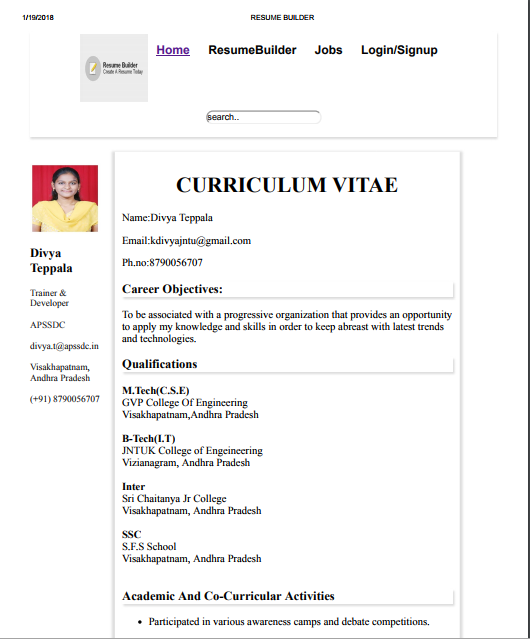 1/19/2018
RESUME BUILDER
Resume Builder
Create A Resume Today
Home ResumeBuilder Jobs Login/Signup
search..
Divya
Teppala
Trainer &
Developer
APSSDC
divya.t@apssdc.in
Visakhapatnam,
Andhra Pradesh
(+91) 8790056707
CURRICULUM VITAE
Name:Divya Teppala
Email:kdivyajntu@gmail.com
Ph.no:8790056707
Career Objectives:
To be associated with a progressive organization that provides an opportunity
to apply my knowledge and skills in order to keep abreast with latest trends
and technologies.
Qualifications
M.Tech(C.S.E)
GVP College Of Engineering
Visakhapatnam,Andhra Pradesh
B-Tech(I.T)
JNTUK College of Engeineering
Vizianagram, Andhra Pradesh
Inter
Sri Chaitanya Jr College
Visakhapatnam, Andhra Pradesh
SSC
S.F.S School
Visakhapatnam, Andhra Pradesh
Academic And Co-Curricular Activities
• Participated in various awareness camps and debate competitions.